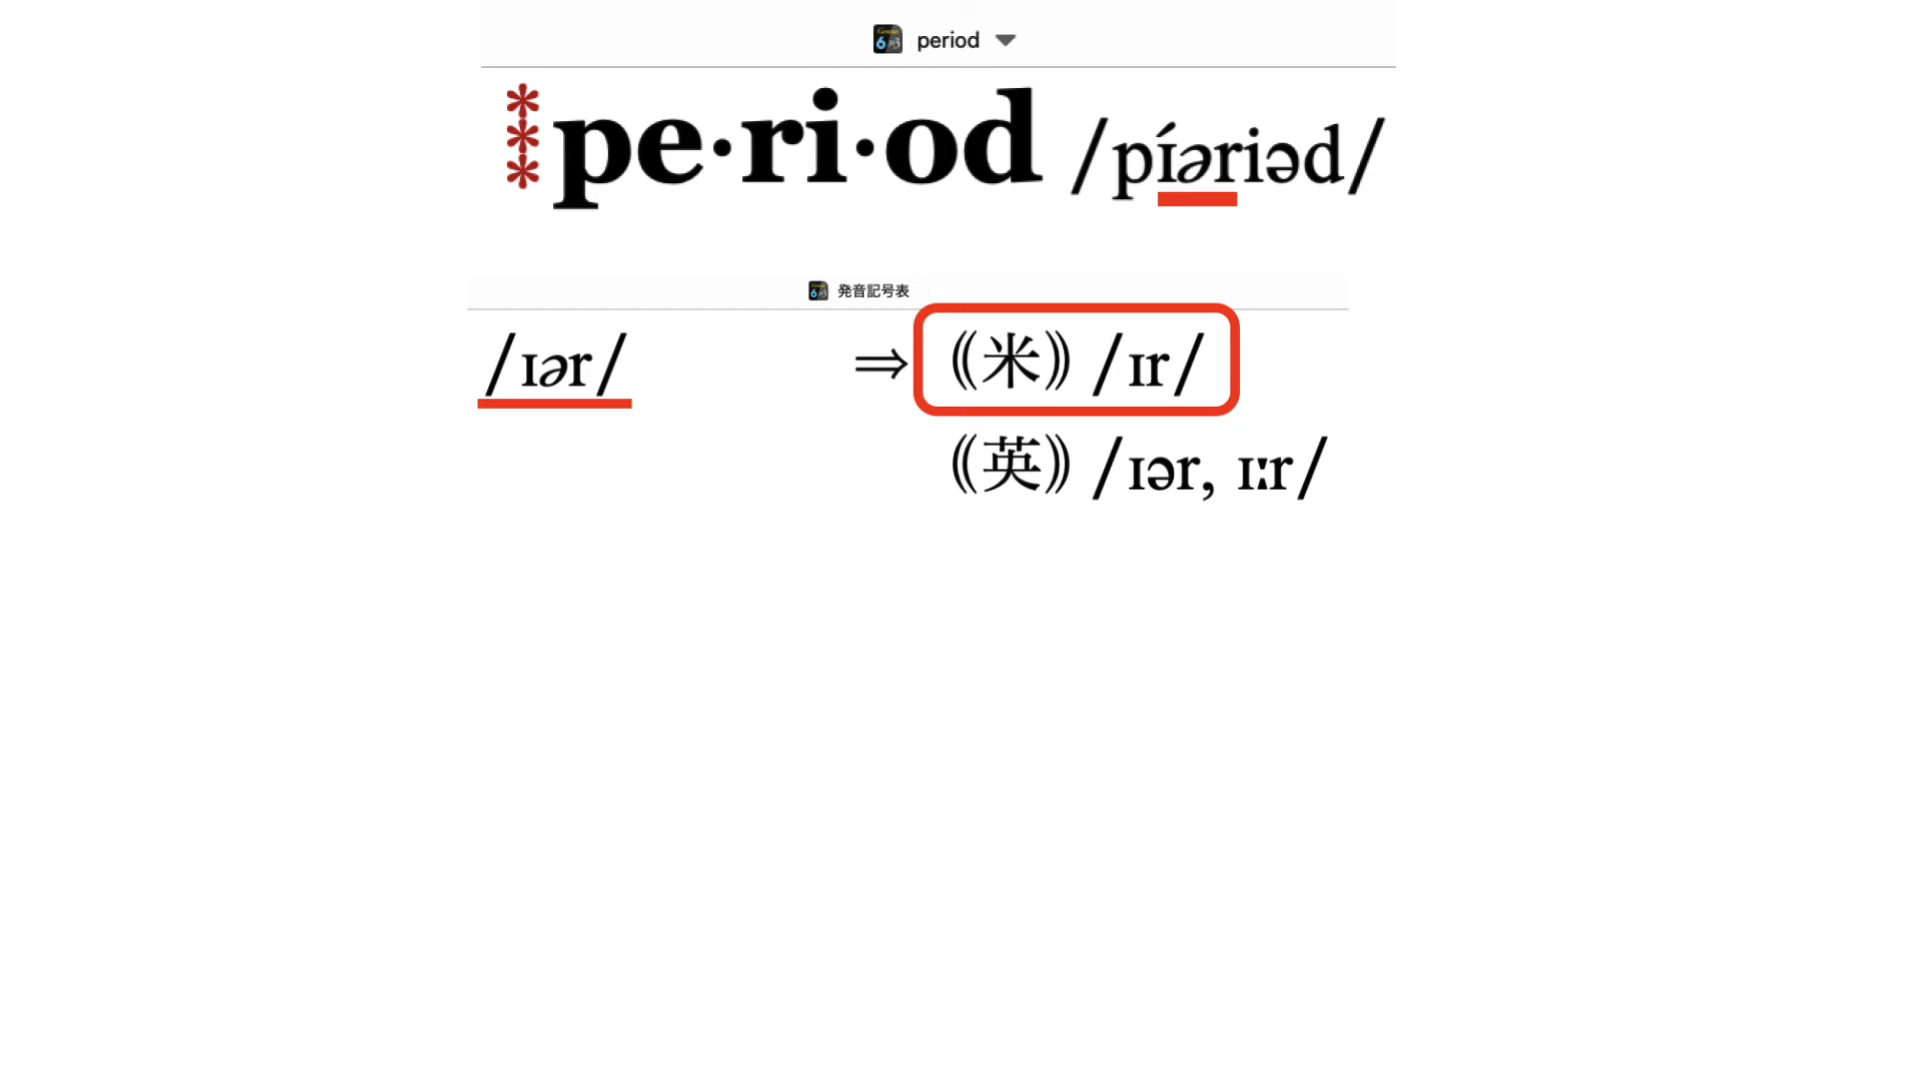 period
⁂pe·ri·od /píəriəd/
発音記号表
/ɪər/ ⇒ ⸨米⸩ /ɪr/
⸨英⸩ /ɪər, ɪːr/